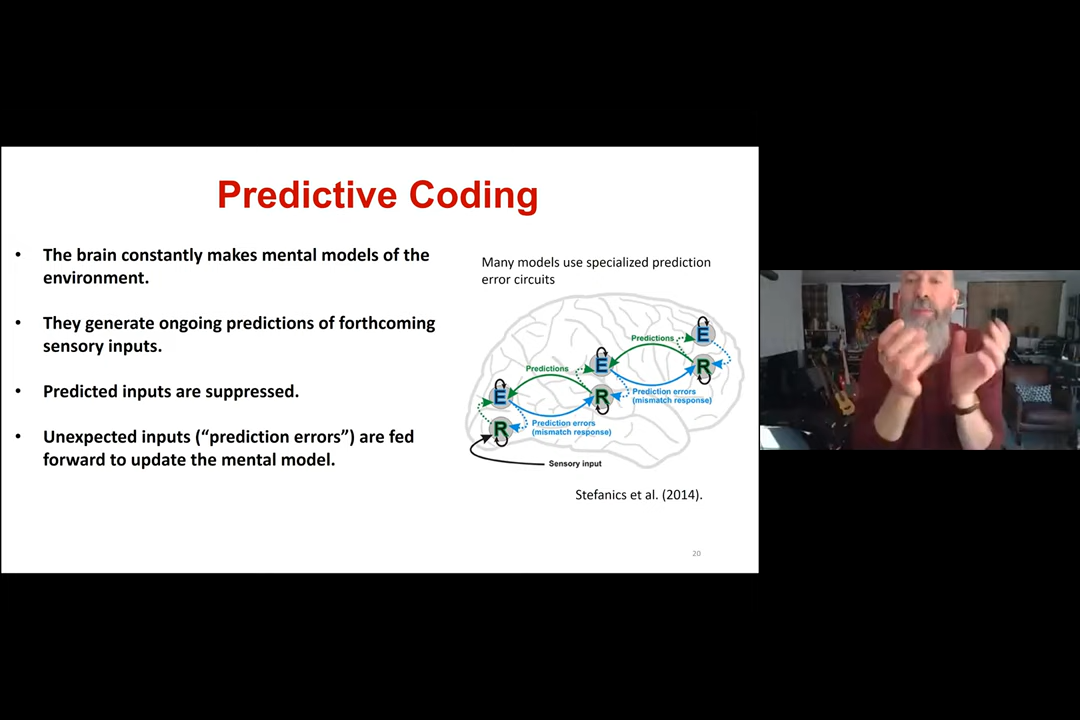 Predictive Coding
• The brain constantly makes mental models of the
environment.
• They generate ongoing predictions of forthcoming
sensory inputs.
• Predicted inputs are suppressed.
• Unexpected inputs (“prediction errors”) are fed
forward to update the mental model.
Many models use specialized prediction
error circuits
E
Predictions
R
E
Predictions
R
Prediction errors
(mismatch response)
E
R
Prediction errors
(mismatch response)
Sensory input
Stefanics et al. (2014).
20